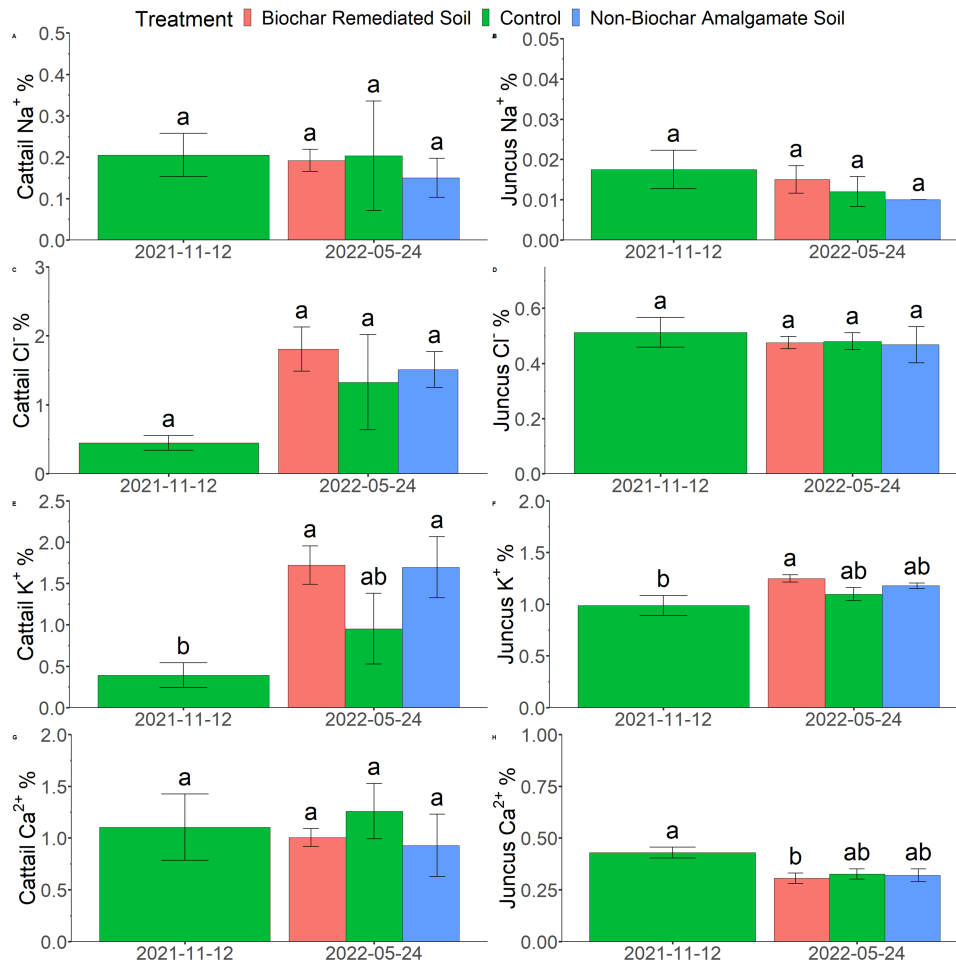 Treatment Biochar Remediated Soil Control Non-Biochar Amalgamate Soil
A
Cattail Na⁺ %
0.5
0.4
0.3
0.2
0.1
0.0
a
a
a
a
2021-11-12
2022-05-24
Juncus Na⁺ %
0.05
0.04
0.03
0.02
0.01
0.00
a
a
a
a
2021-11-12
2022-05-24
C
Cattail Cl⁻ %
3
2
1
0
a
a
a
a
2021-11-12
2022-05-24
D
Juncus Cl⁻ %
0.6
0.4
0.2
0.0
a
a
a
a
2021-11-12
2022-05-24
E
Cattail K⁺ %
2.5
2.0
1.5
1.0
0.5
0.0
b
a
ab
a
2021-11-12
2022-05-24
F
Juncus K⁺ %
2.0
1.5
1.0
0.5
0.0
b
a
ab
ab
2021-11-12
2022-05-24
G
Cattail Ca²⁺ %
2.0
1.5
1.0
0.5
0.0
a
a
a
a
2021-11-12
2022-05-24
H
Juncus Ca²⁺ %
1.00
0.75
0.50
0.25
0.00
a
b
ab
ab
2021-11-12
2022-05-24